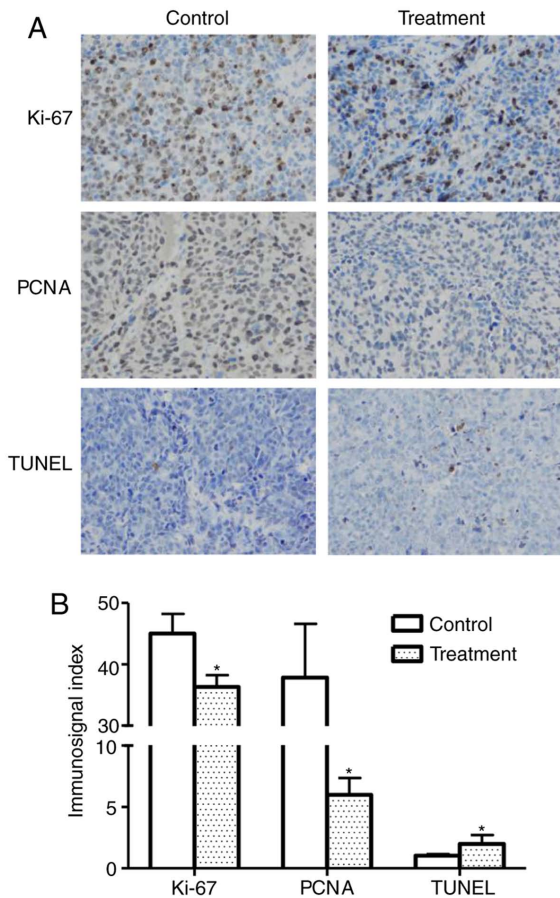 A
Control
Treatment
Ki-67
PCNA
TUNEL
B
50
40
30
10
5
0
Immunosignal index
Control
Treatment
*
*
*
Ki-67
PCNA
TUNEL